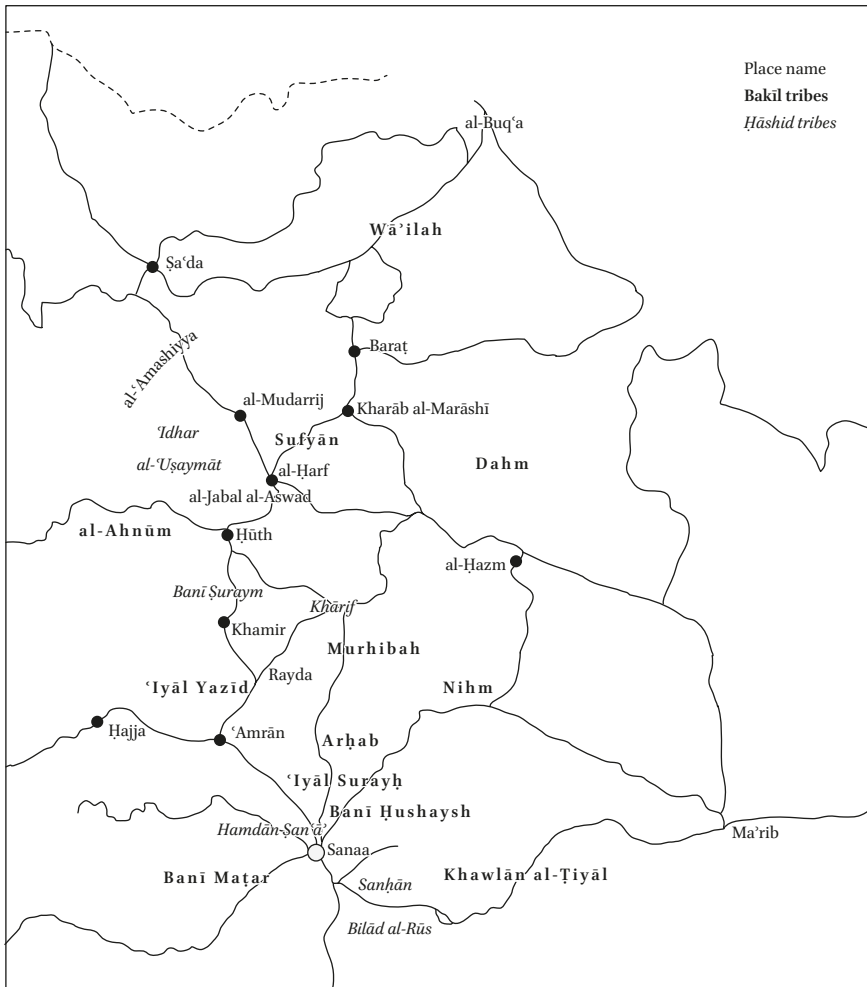 Place name
Bakīl tribes
Ḥāshid tribes
al-Buqʿa
Wāʾilah
Ṣaʿda
al-ʿAmashiyya
Baraṭ
al-Mudarrij
Kharāb al-Marāshī
ʿIdhar
Sufyān
al-ʿUṣaymāt
al-Ḥarf
Dahm
al-Jabal al-Aswad
al-Ahnūm
Ḥūth
al-Ḥazm
Banī Ṣuraym
Khārif
Khamir
Murhibah
Rayda
ʿIyāl Yazīd
Nihm
Ḥajja
ʿAmrān
Arḥab
ʿIyāl Surayḥ
Banī Ḥushaysh
Hamdān-Ṣanʿāʾ
Maʾrib
Sanaa
Banī Maṭar
Sanḥān
Khawlān al-Ṭiyāl
Bilād al-Rūs